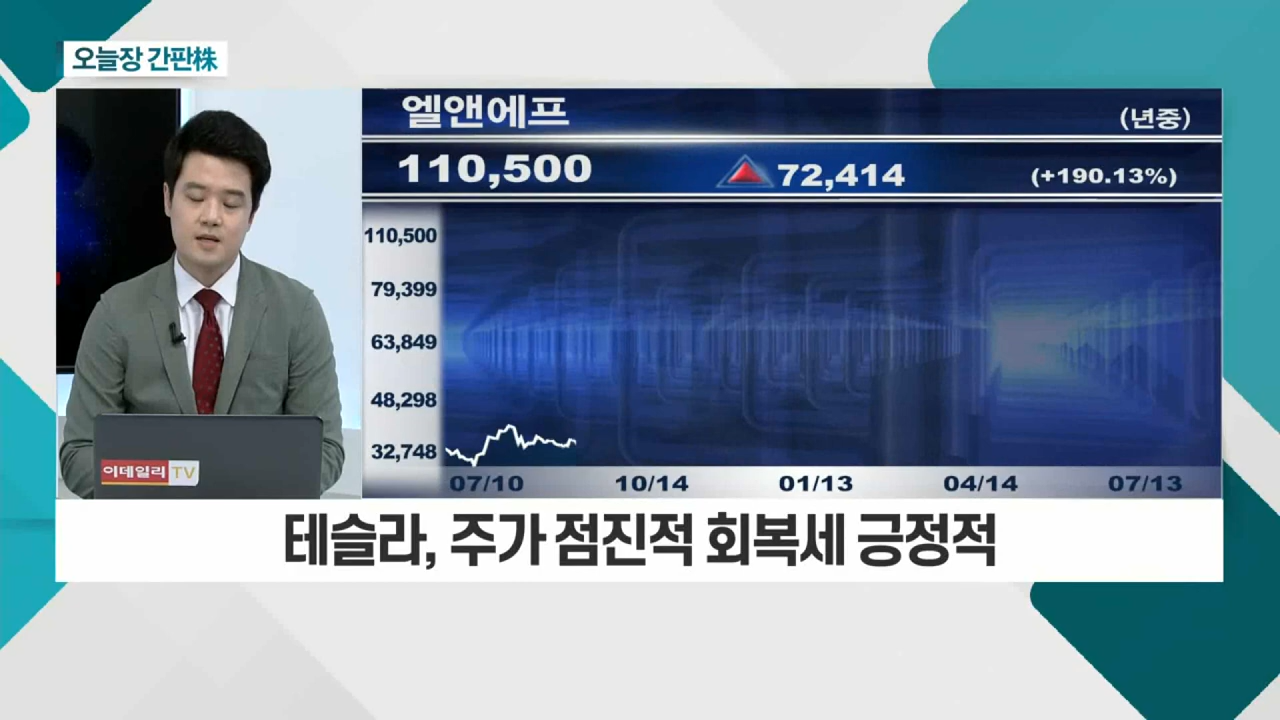 오늘장 간판株
엘앤에프
(년중)
110,500
72,414
(+190.13%)
110,500
79,399
63,849
48,298
32,748
07/10
10/14
01/13
04/14
07/13
이데일리TV
테슬라, 주가 점진적 회복세 긍정적